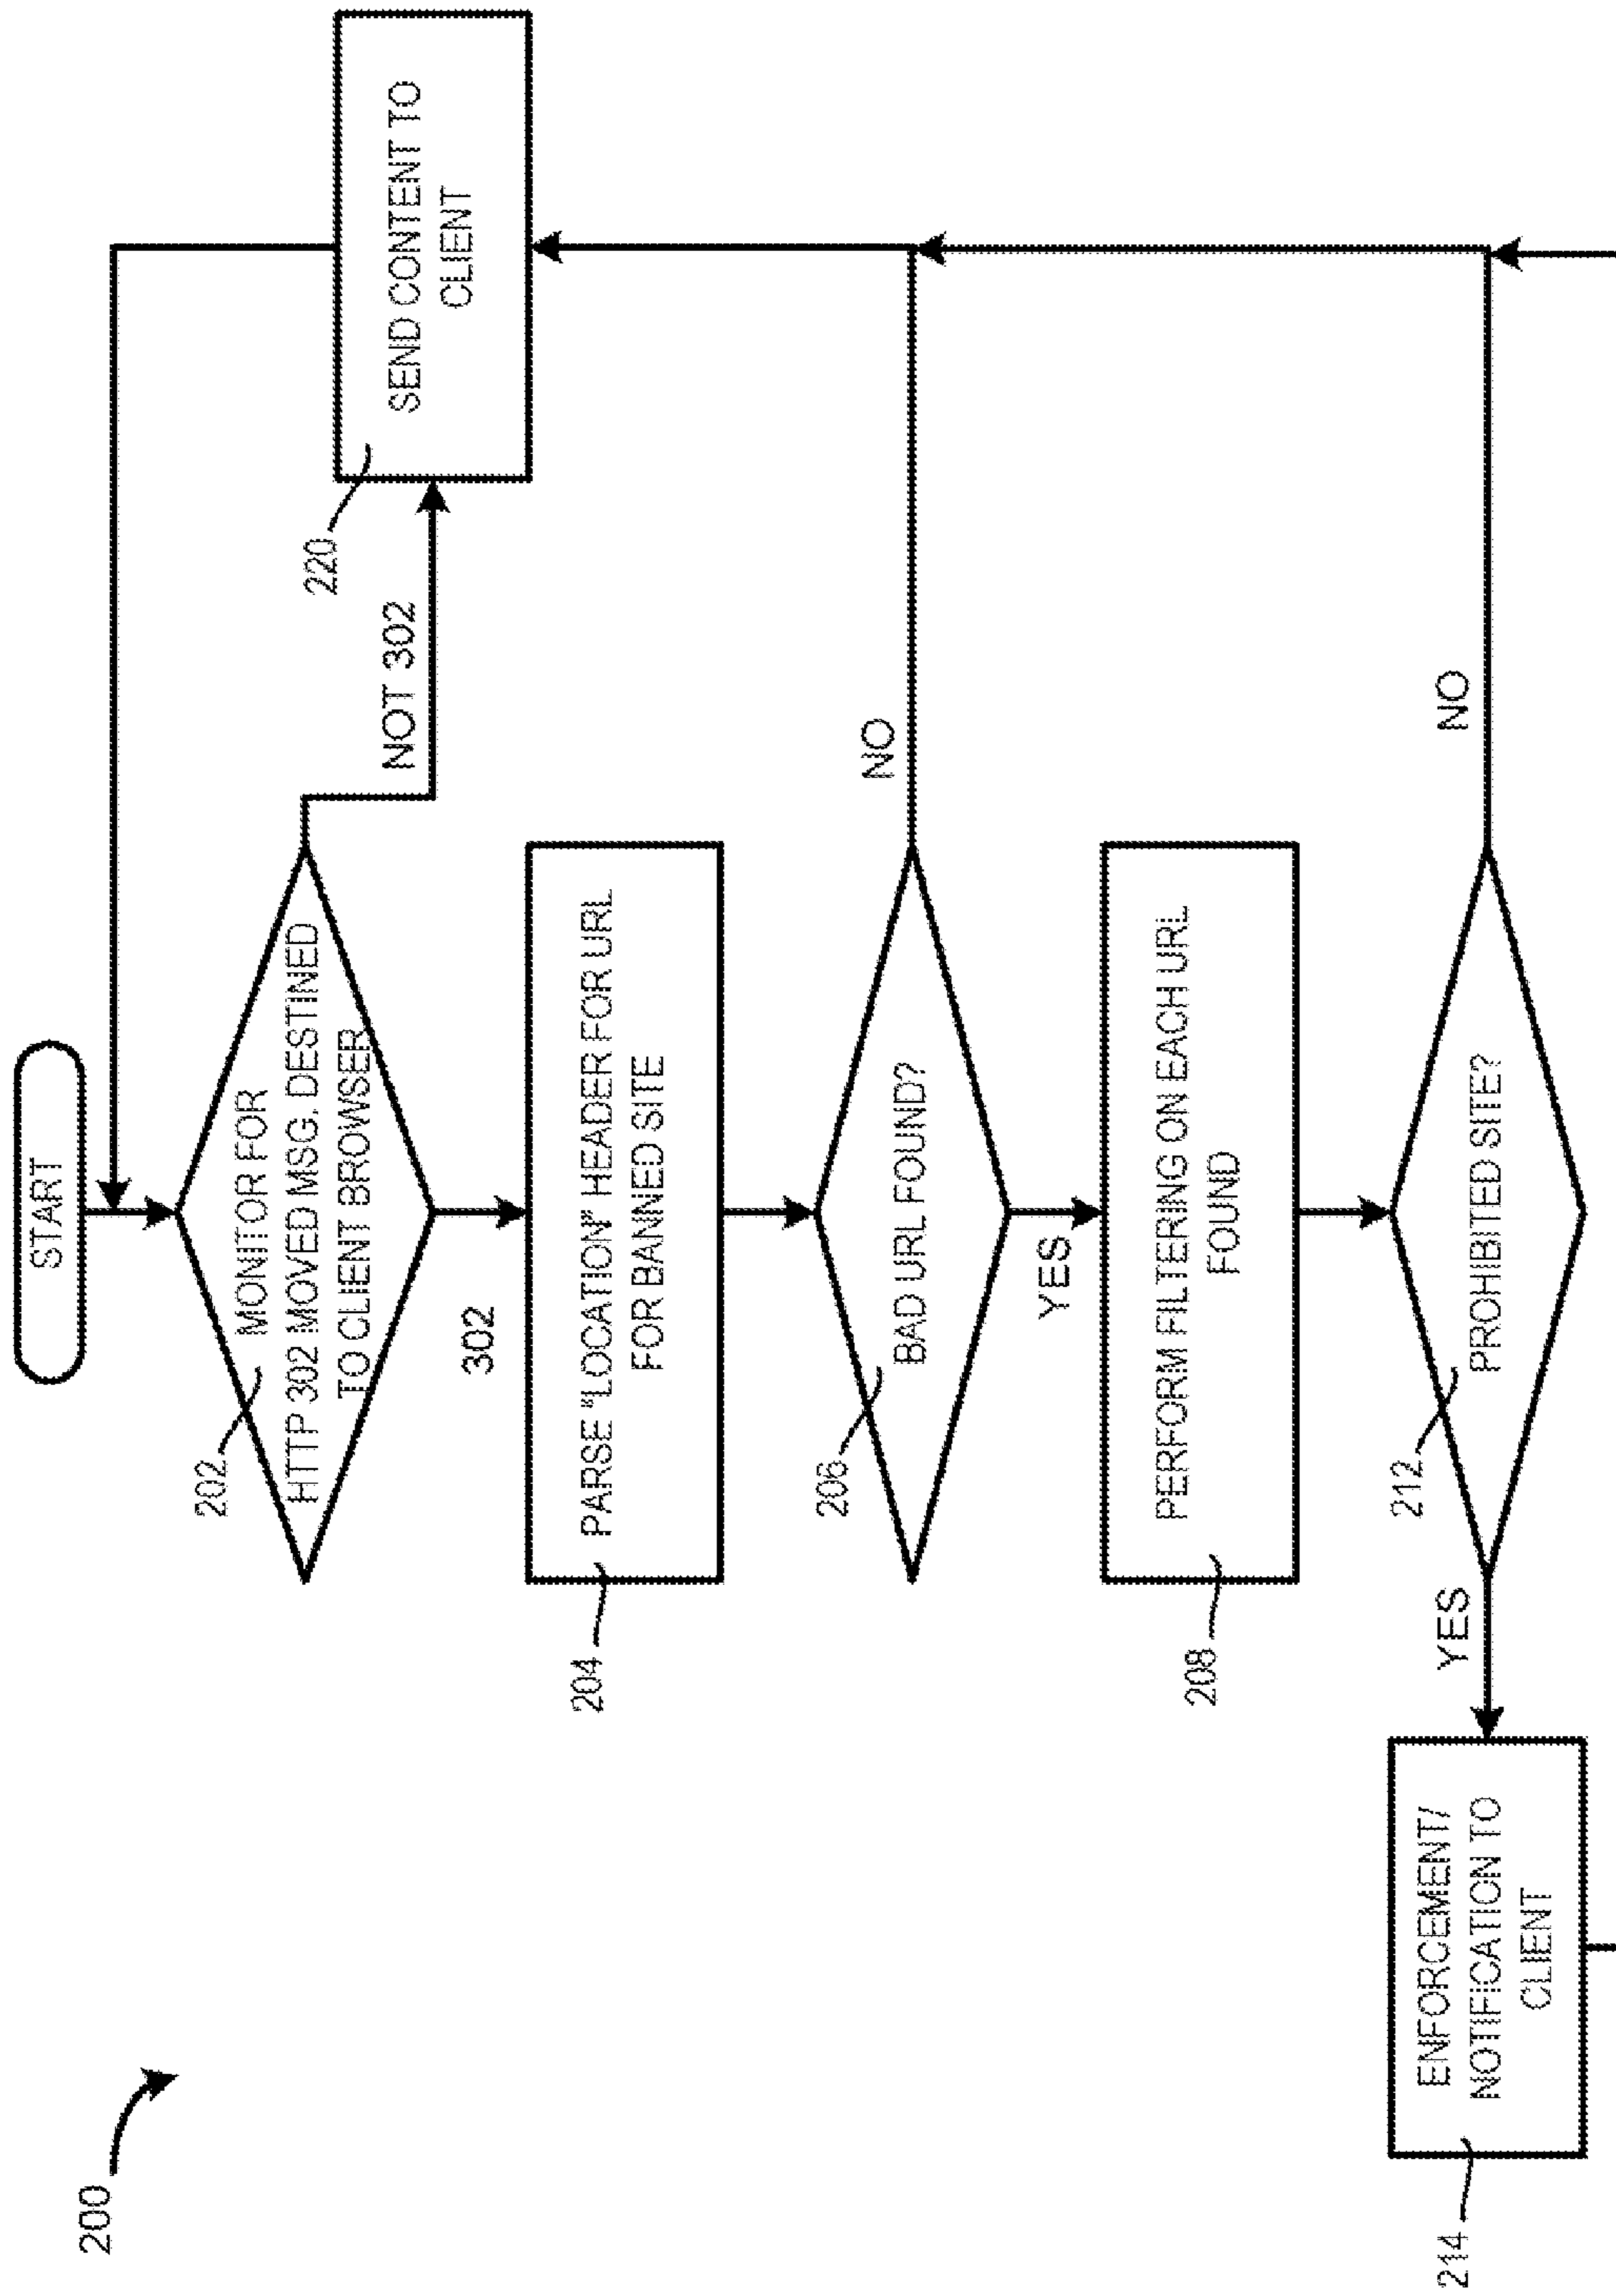 200
START
202
MONITOR FOR
HTTP 302 MOVED MSG. DESTINED
TO CLIENT BROWSER
NOT 302
220
SEND CONTENT TO
CLIENT
302
204
PARSE "LOCATION" HEADER FOR URL
FOR BANNED SITE
206
BAD URL FOUND?
NO
YES
208
PERFORM FILTERING ON EACH URL
FOUND
212
PROHIBITED SITE?
NO
YES
214
ENFORCEMENT/
NOTIFICATION TO
CLIENT